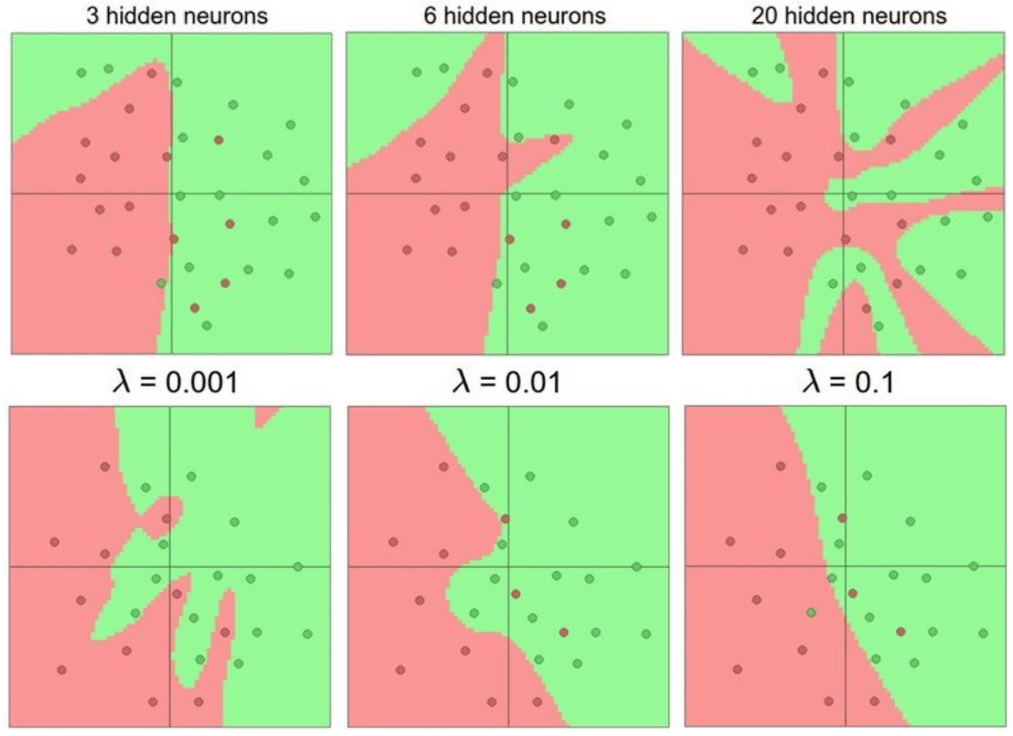 3 hidden neurons 6 hidden neurons 20 hidden neurons
λ = 0.001 λ = 0.01 λ = 0.1